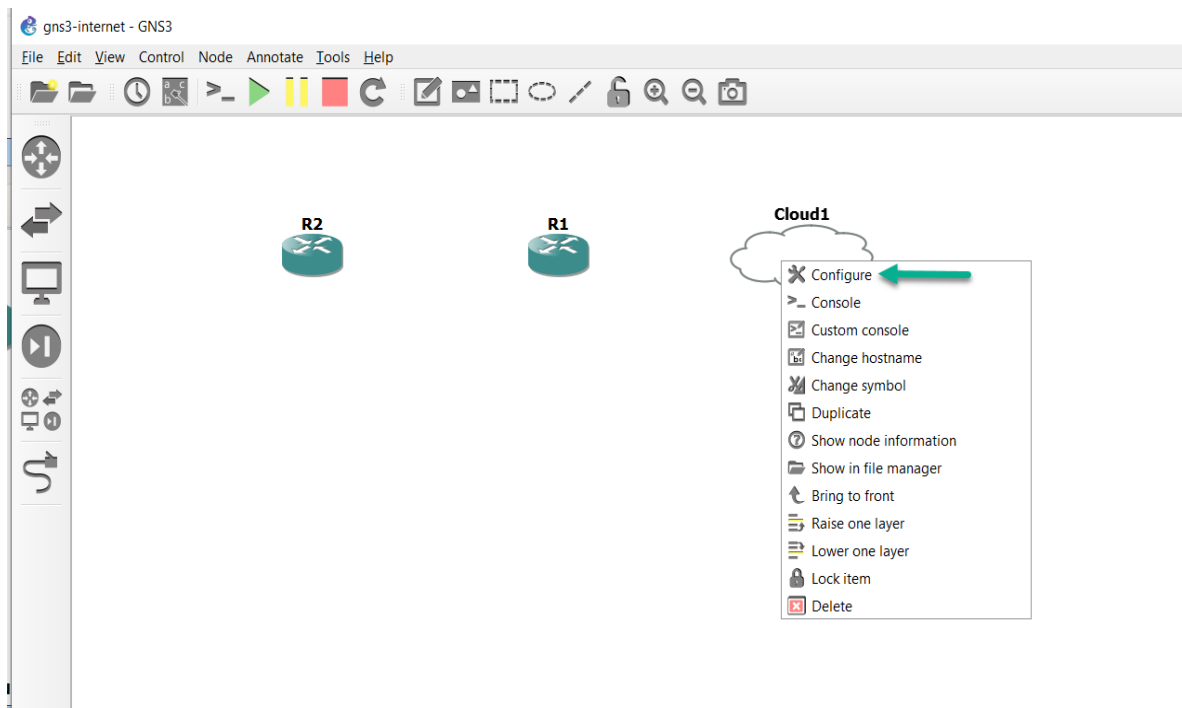 gns3-internet - GNS3
File Edit View Control Node Annotate Tools Help
R2
R1
Cloud1
Configure
Console
Custom console
Change hostname
Change symbol
Duplicate
Show node information
Show in file manager
Bring to front
Raise one layer
Lower one layer
Lock item
Delete